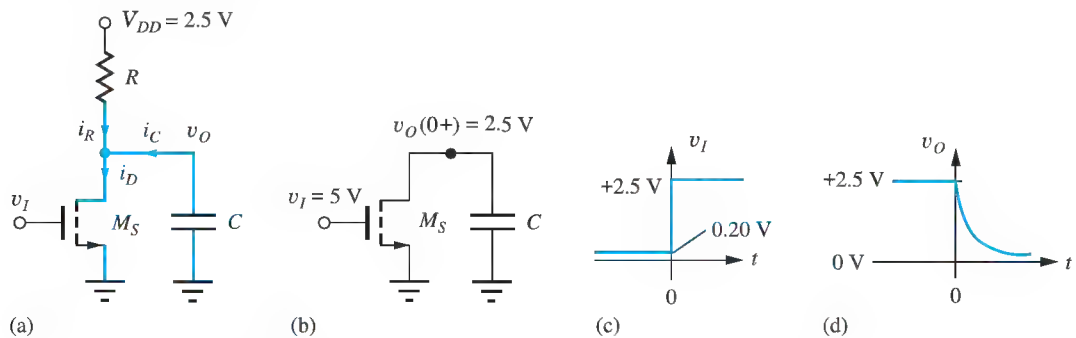 V_DD = 2.5 V
R
i_R
i_C
v_O
i_D
v_I
M_S
C
(a)
v_O(0+) = 2.5 V
v_I = 5 V
M_S
C
(b)
v_I
+2.5 V
0.20 V
t
0
(c)
v_O
+2.5 V
0 V
t
0
(d)